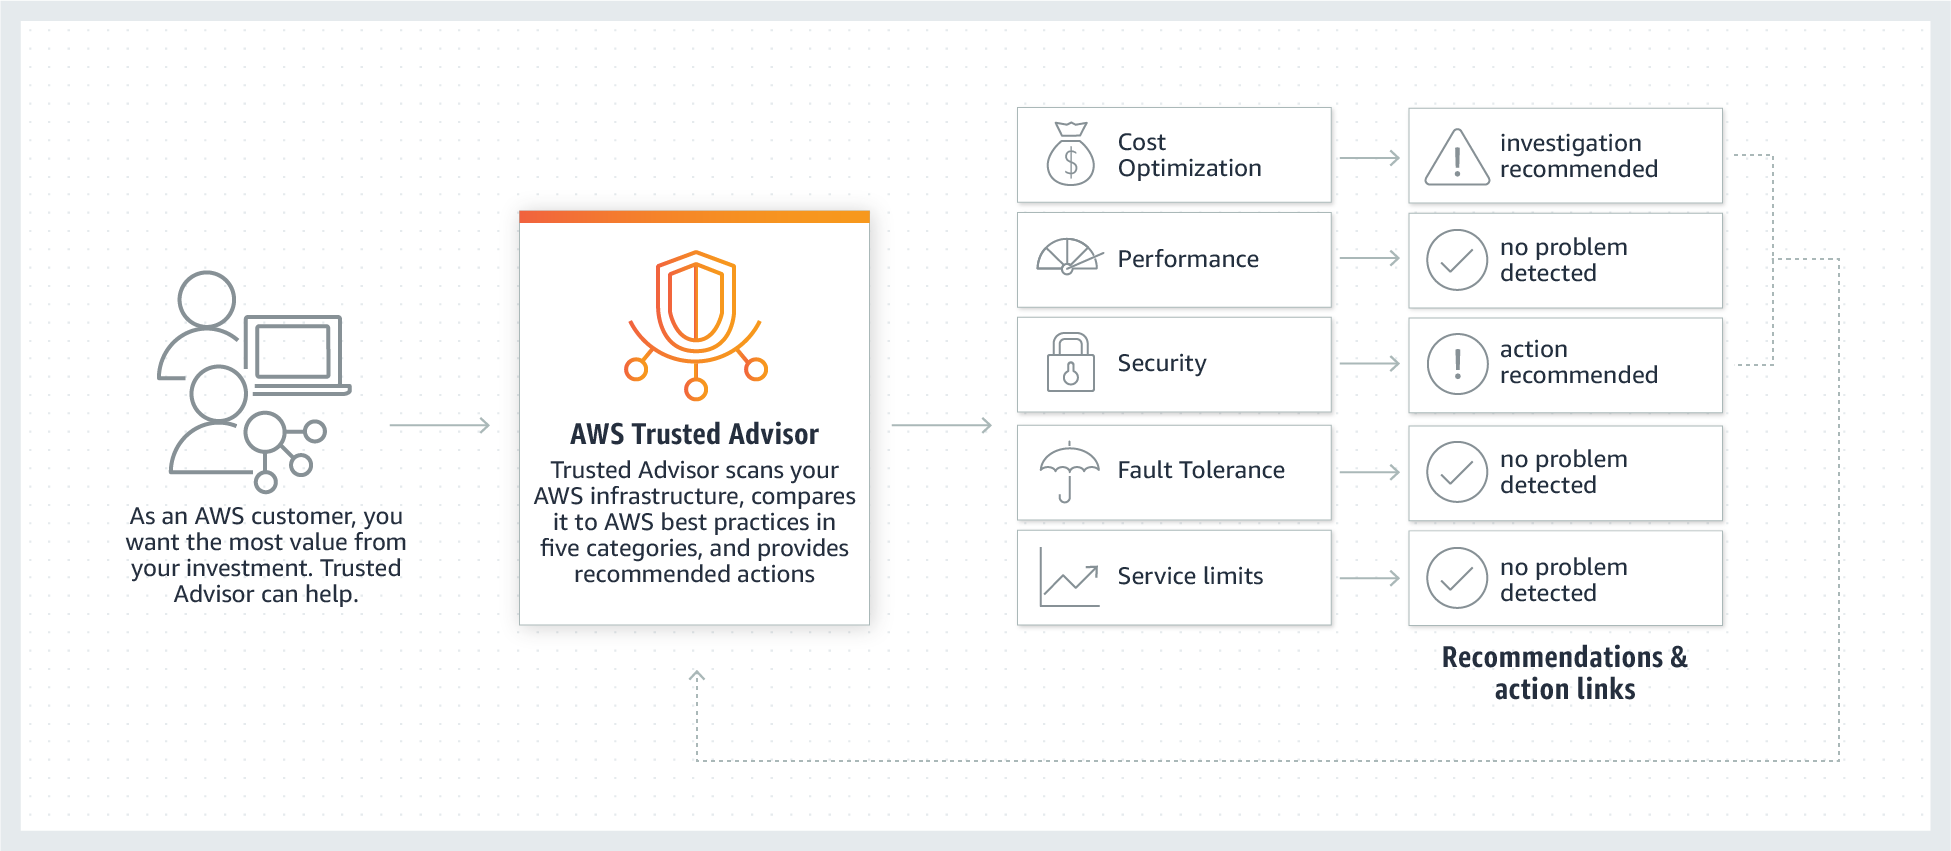 As an AWS customer, you
want the most value from
your investment. Trusted
Advisor can help.
AWS Trusted Advisor
Trusted Advisor scans your
AWS infrastructure, compares
it to AWS best practices in
five categories, and provides
recommended actions
Cost
Optimization
investigation
recommended
Performance
no problem
detected
Security
action
recommended
Fault Tolerance
no problem
detected
Service limits
no problem
detected
Recommendations &
action links